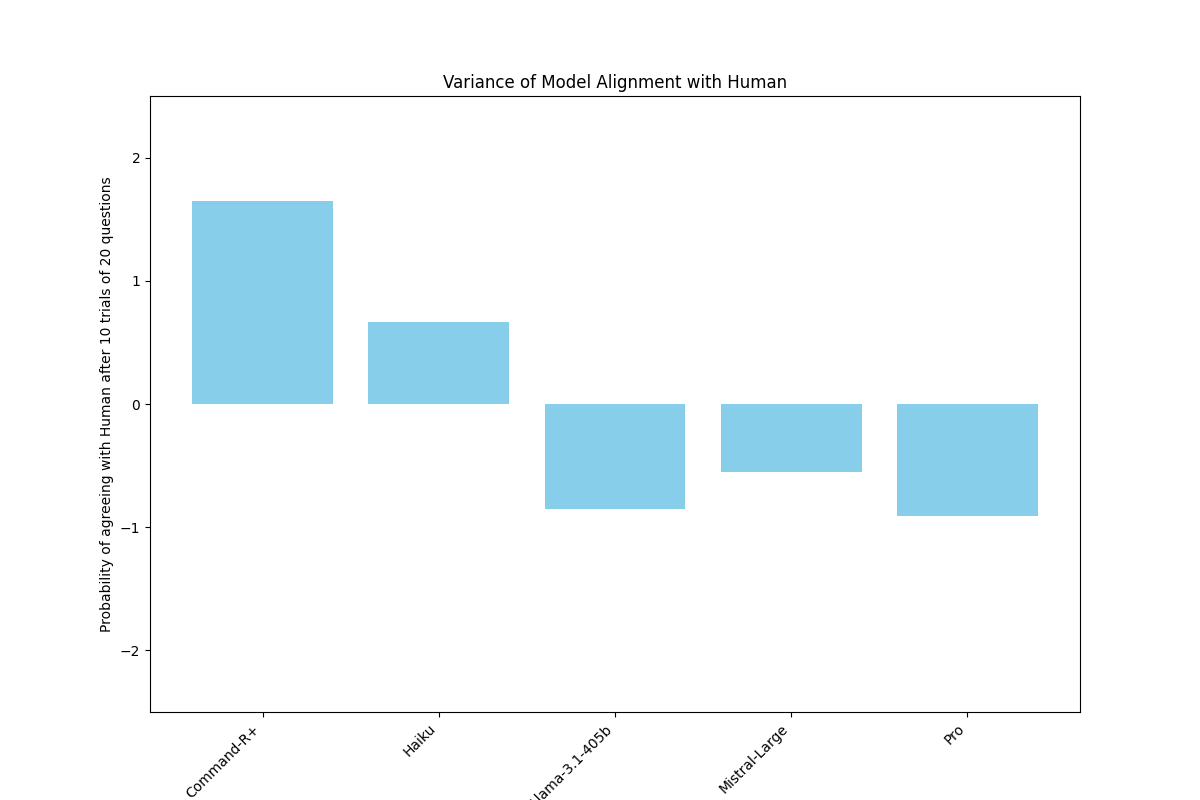 Variance of Model Alignment with Human
Probability of agreeing with Human after 10 trials of 20 questions
2
1
0
−1
−2
Command-R+
Haiku
Mistral-Large
Pro